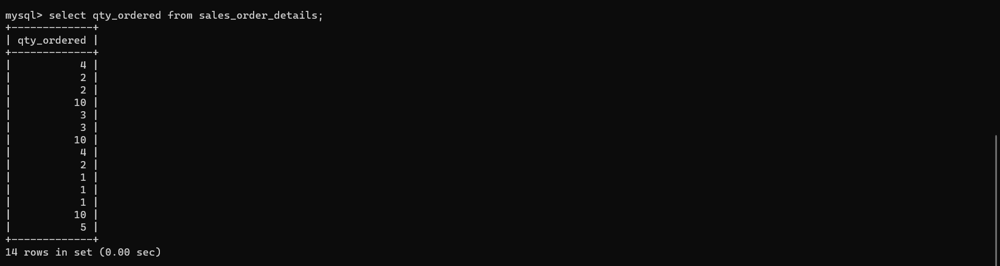 mysql> select qty_ordered from sales_order_details;
+-------------+
| qty_ordered |
+-------------+
|           4 |
|           2 |
|           2 |
|          10 |
|           3 |
|           3 |
|          10 |
|           4 |
|           2 |
|           1 |
|           1 |
|           1 |
|          10 |
|           5 |
+-------------+
14 rows in set (0.00 sec)